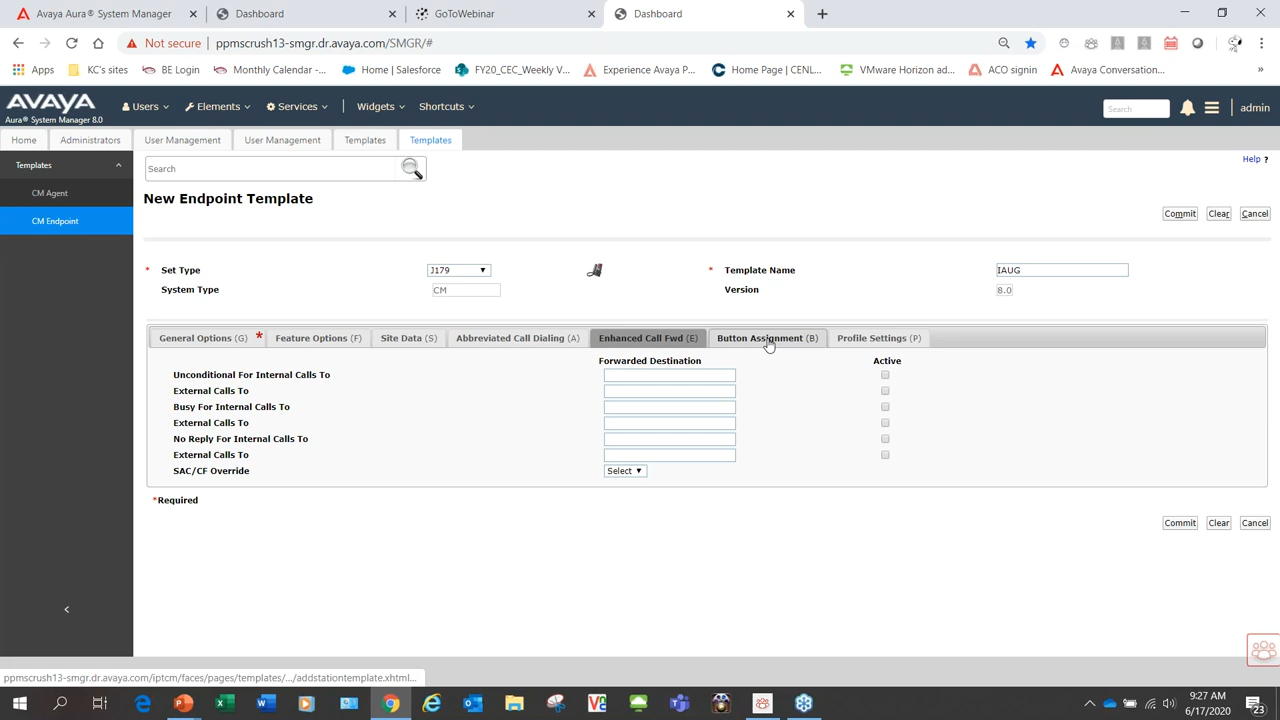 Avaya Aura® System Manager
Dashboard
GoToWebinar
Dashboard
Not secure
ppmscrush13-smgr.dr.avaya.com/SMGR/#
Apps
KC's sites
BE Login
Monthly Calendar -...
Home | Salesforce
FY20_CEC_Weekly V...
Experience Avaya P...
Home Page | CENL...
VMware Horizon ad...
ACO signin
Avaya Conversation...
»
AVAYA
Aura® System Manager 8.0
Users
Elements
Services
Widgets
Shortcuts
Search
admin
Home
Administrators
User Management
User Management
Templates
Templates
Templates
CM Agent
CM Endpoint
Search
Help ?
New Endpoint Template
Commit
Clear
Cancel
* Set Type
J179
* Template Name
IAUG
System Type
CM
Version
8.0
General Options (G) *
Feature Options (F)
Site Data (S)
Abbreviated Call Dialing (A)
Enhanced Call Fwd (E)
Button Assignment (B)
Profile Settings (P)
Forwarded Destination
Active
Unconditional For Internal Calls To
External Calls To
Busy For Internal Calls To
External Calls To
No Reply For Internal Calls To
External Calls To
SAC/CF Override
Select
*Required
Commit
Clear
Cancel
ppmscrush13-smgr.dr.avaya.com/iptcm/faces/pages/templates/.../addstationtemplate.xhtml...
9:27 AM
6/17/2020
23